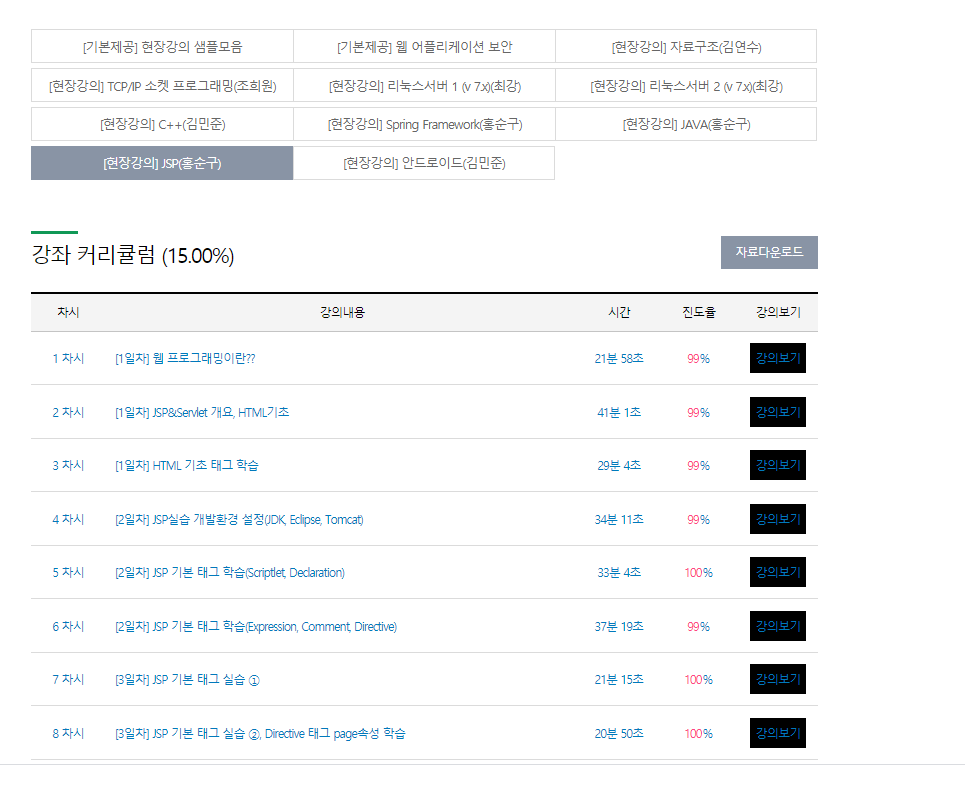 [기본제공] 현장강의 샘플모음 [기본제공] 웹 어플리케이션 보안 [현장강의] 자료구조(김연수)
[현장강의] TCP/IP 소켓 프로그래밍(조희원) [현장강의] 리눅스서버 1 (v 7.x)(최강) [현장강의] 리눅스서버 2 (v 7.x)(최강)
[현장강의] C++(김민준) [현장강의] Spring Framework(홍순구) [현장강의] JAVA(홍순구)
[현장강의] JSP(홍순구) [현장강의] 안드로이드(김민준)
강좌 커리큘럼 (15.00%) 자료다운로드
차시 강의내용 시간 진도율 강의보기
1 차시 [1일차] 웹 프로그래밍이란?? 21분 58초 99% 강의보기
2 차시 [1일차] JSP&Servlet 개요, HTML기초 41분 1초 99% 강의보기
3 차시 [1일차] HTML 기초 태그 학습 29분 4초 99% 강의보기
4 차시 [2일차] JSP실습 개발환경 설정(JDK, Eclipse, Tomcat) 34분 11초 99% 강의보기
5 차시 [2일차] JSP 기본 태그 학습(Scriptlet, Declaration) 33분 4초 100% 강의보기
6 차시 [2일차] JSP 기본 태그 학습(Expression, Comment, Directive) 37분 19초 99% 강의보기
7 차시 [3일차] JSP 기본 태그 실습 ① 21분 15초 100% 강의보기
8 차시 [3일차] JSP 기본 태그 실습 ②, Directive 태그 page속성 학습 20분 50초 100% 강의보기